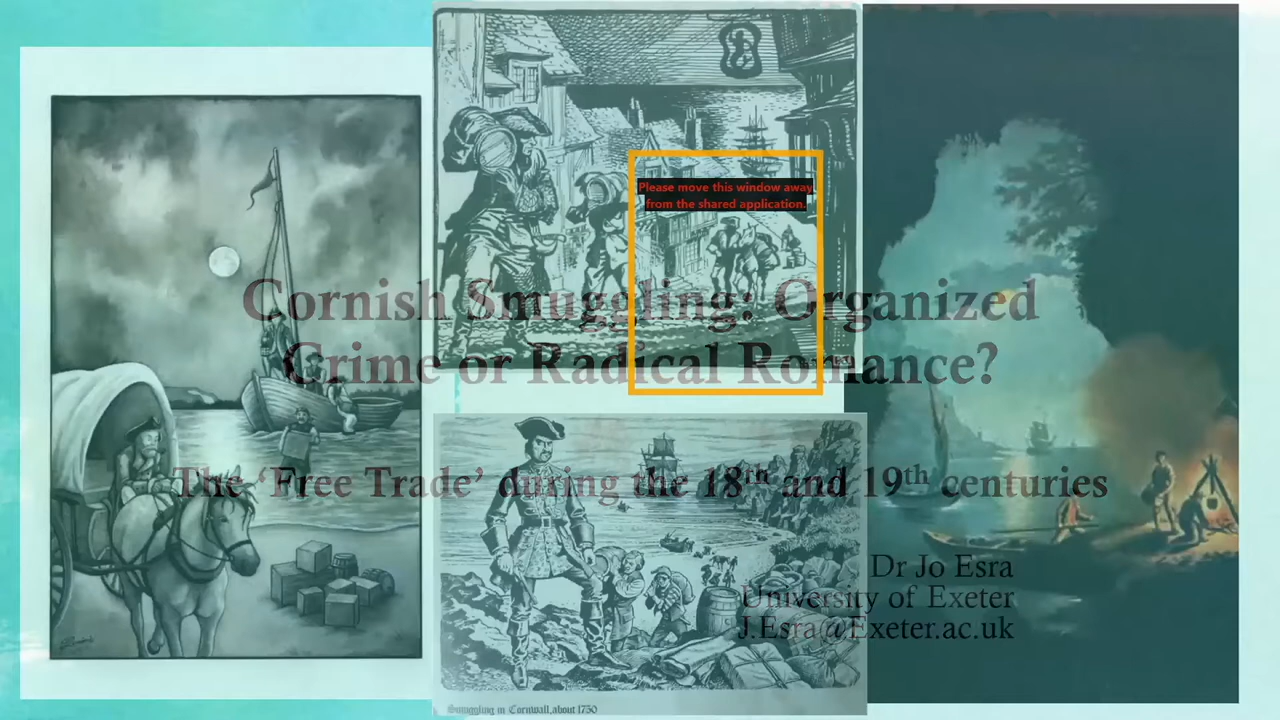 Please move this window away
from the shared application.
Cornish Smuggling: Organized
Crime or Radical Romance?
The ‘Free Trade’ during the 18th and 19th centuries
Dr Jo Esra
University of Exeter
J.Esra@Exeter.ac.uk
Smuggling in Cornwall, about 1750